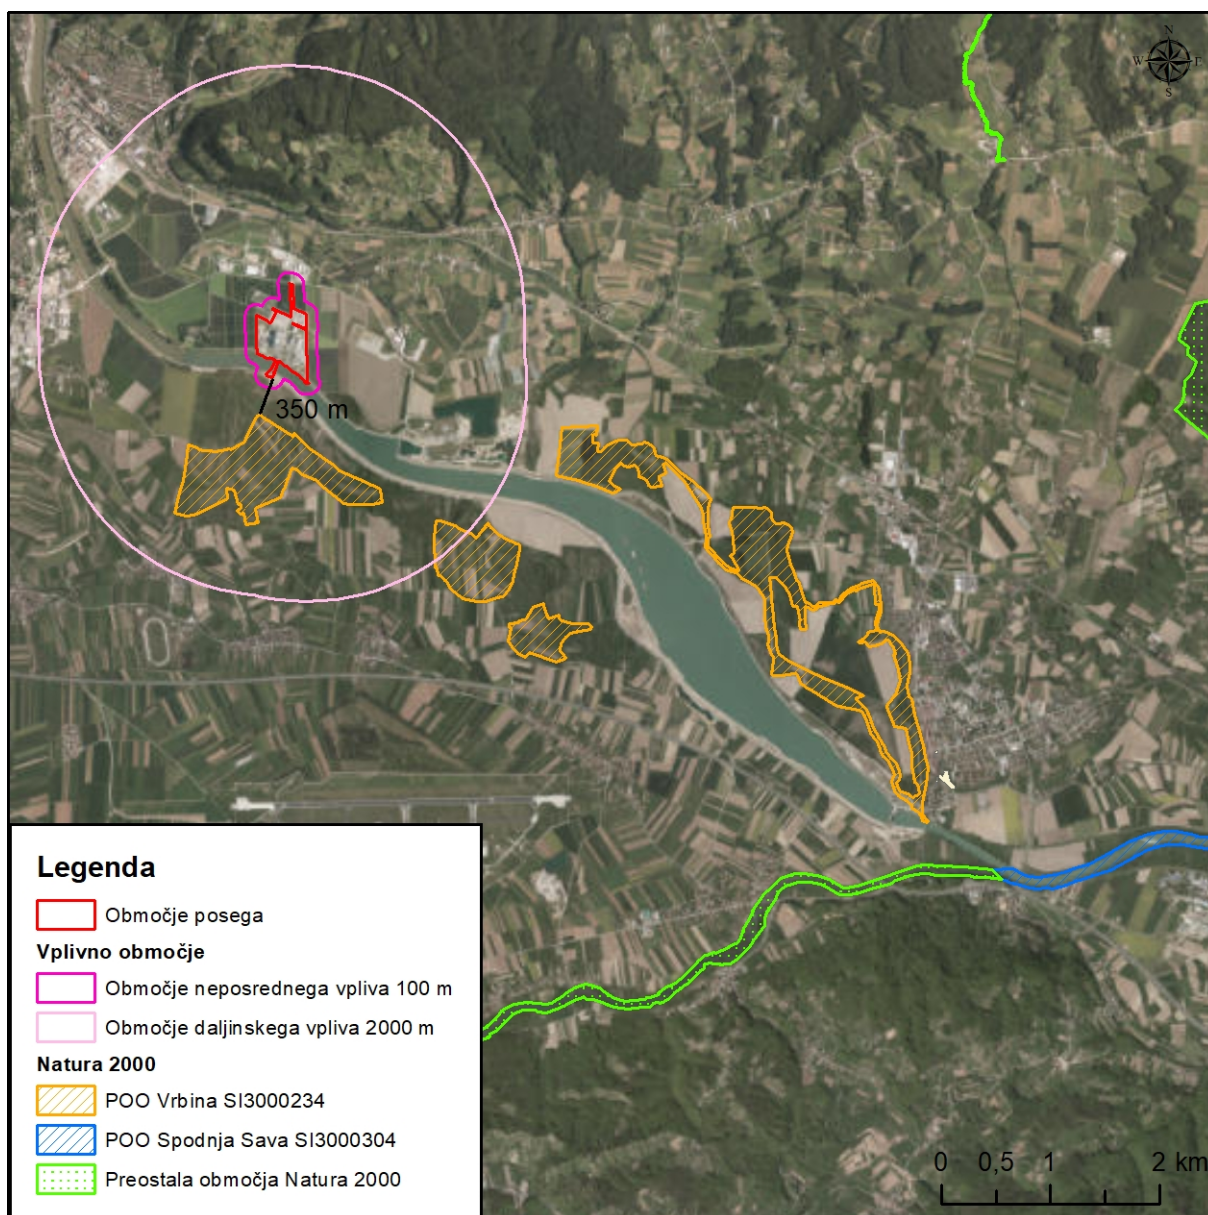 N
W
S
350 m
Legenda
Območje posega
Vplivno območje
Območje neposrednega vpliva 100 m
Območje daljinskega vpliva 2000 m
Natura 2000
POO Vrbina SI3000234
POO Spodnja Sava SI3000304
Preostala območja Natura 2000
0 0,5 1 2 km